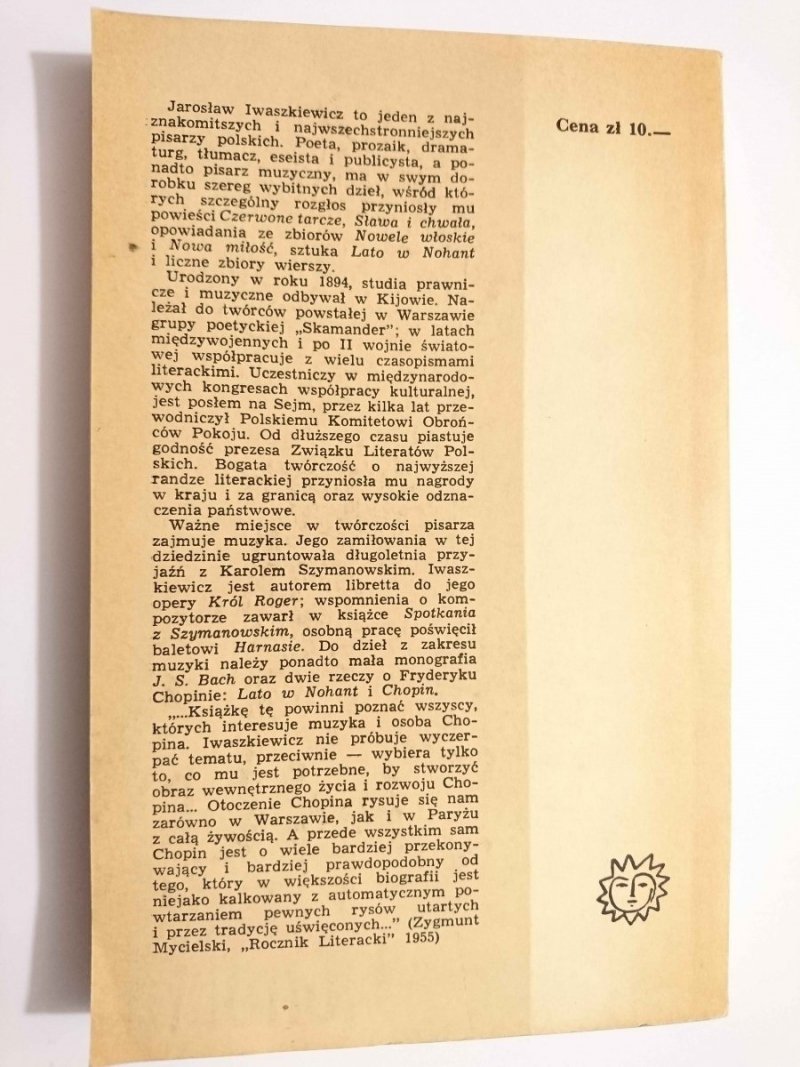 Jarosław Iwaszkiewicz to jeden z naj-
znakomitszych i najwszechstronniejszych
pisarzy polskich. Poeta, prozaik, drama-
turg, tłumacz, eseista i publicysta, a po-
nadto pisarz muzyczny, ma w swym do-
robku szereg wybitnych dzieł, wśród któ-
rych szczególny rozgłos przyniosły mu
powieści Czerwone tarcze, Sława i chwała,
opowiadania ze zbiorów Nowele włoskie
i Nowa miłość, sztuka Lato w Nohant
i liczne zbiory wierszy.
Urodzony w roku 1894, studia prawni-
cze i muzyczne odbywał w Kijowie. Na-
leżał do twórców powstałej w Warszawie
grupy poetyckiej „Skamander"; w latach
międzywojennych i po II wojnie świato-
wej współpracuje z wielu czasopismami
literackimi. Uczestniczy w międzynarodo-
wych kongresach współpracy kulturalnej,
jest posłem na Sejm, przez kilka lat prze-
wodniczył Polskiemu Komitetowi Obroń-
ców Pokoju. Od dłuższego czasu piastuje
godność prezesa Związku Literatów Pol-
skich. Bogata twórczość o najwyższej
randze literackiej przyniosła mu nagrody
w kraju i za granicą oraz wysokie odzna-
czenia państwowe.
Ważne miejsce w twórczości pisarza
zajmuje muzyka. Jego zamiłowania w tej
dziedzinie ugruntowała długoletnia przy-
jaźń z Karolem Szymanowskim. Iwasz-
kiewicz jest autorem libretta do jego
opery Król Roger; wspomnienia o kom-
pozytorze zawarł w książce Spotkania
z Szymanowskim, osobną pracę poświęcił
baletowi Harnasie. Do dzieł z zakresu
muzyki należy ponadto mała monografia
J. S. Bach oraz dwie rzeczy o Fryderyku
Chopinie: Lato w Nohant i Chopin.
„...Książkę tę powinni poznać wszyscy,
których interesuje muzyka i osoba Cho-
pina. Iwaszkiewicz nie próbuje wyczer-
pać tematu, przeciwnie — wybiera tylko
to, co mu jest potrzebne, by stworzyć
obraz wewnętrznego życia i rozwoju Cho-
pina... Otoczenie Chopina rysuje się nam
zarówno w Warszawie, jak i w Paryżu
z całą żywością. A przede wszystkim sam
Chopin jest o wiele bardziej przekony-
wający i bardziej prawdopodobny od
tego, który w większości biografii jest
niejako kalkowany z automatycznym po-
wtarzaniem pewnych rysów utartych
i przez tradycję uświęconych..." (Zygmunt
Mycielski, „Rocznik Literacki" 1955)
Cena zł 10.—